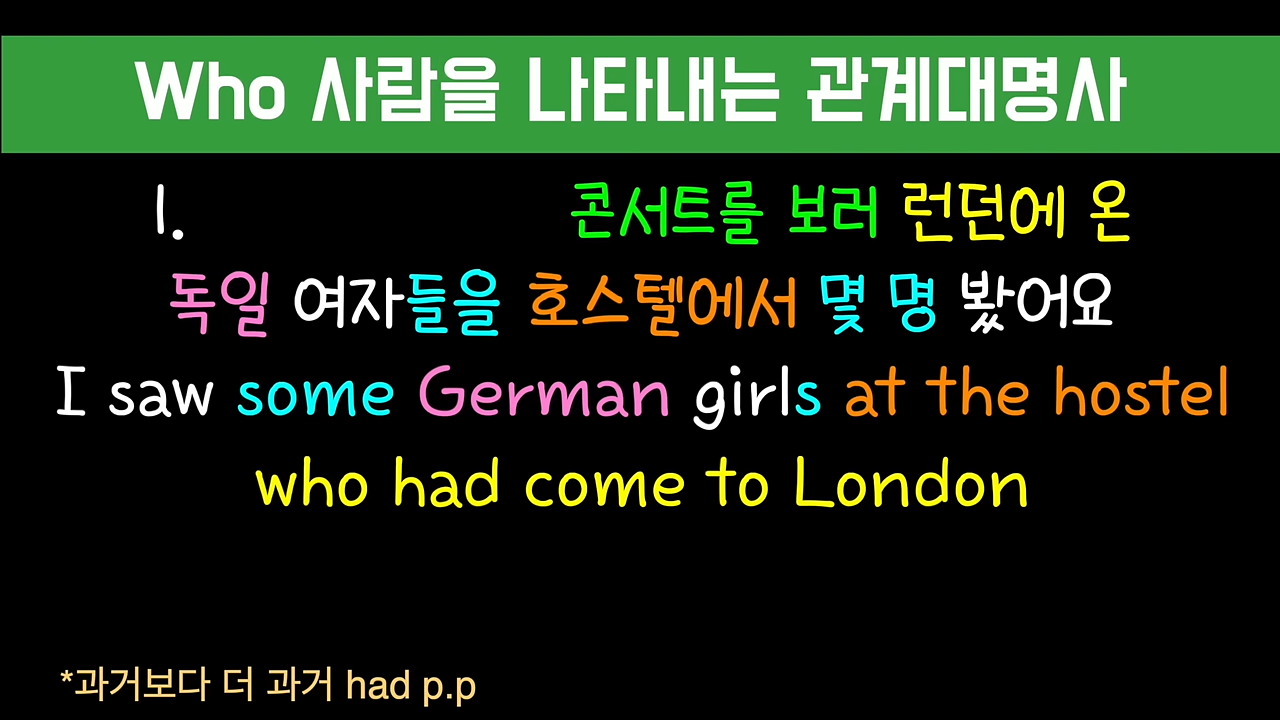 Who 사람을 나타내는 관계대명사
1. 콘서트를 보러 런던에 온
독일 여자들을 호스텔에서 몇 명 봤어요
I saw some German girls at the hostel
who had come to London
*과거보다 더 과거 had p.p